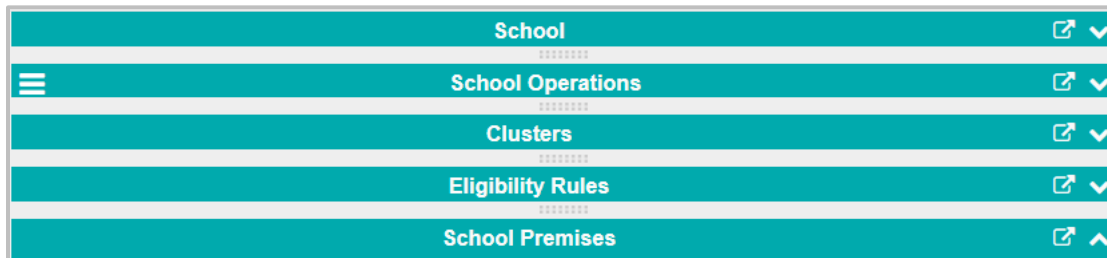 School
School Operations
Clusters
Eligibility Rules
School Premises